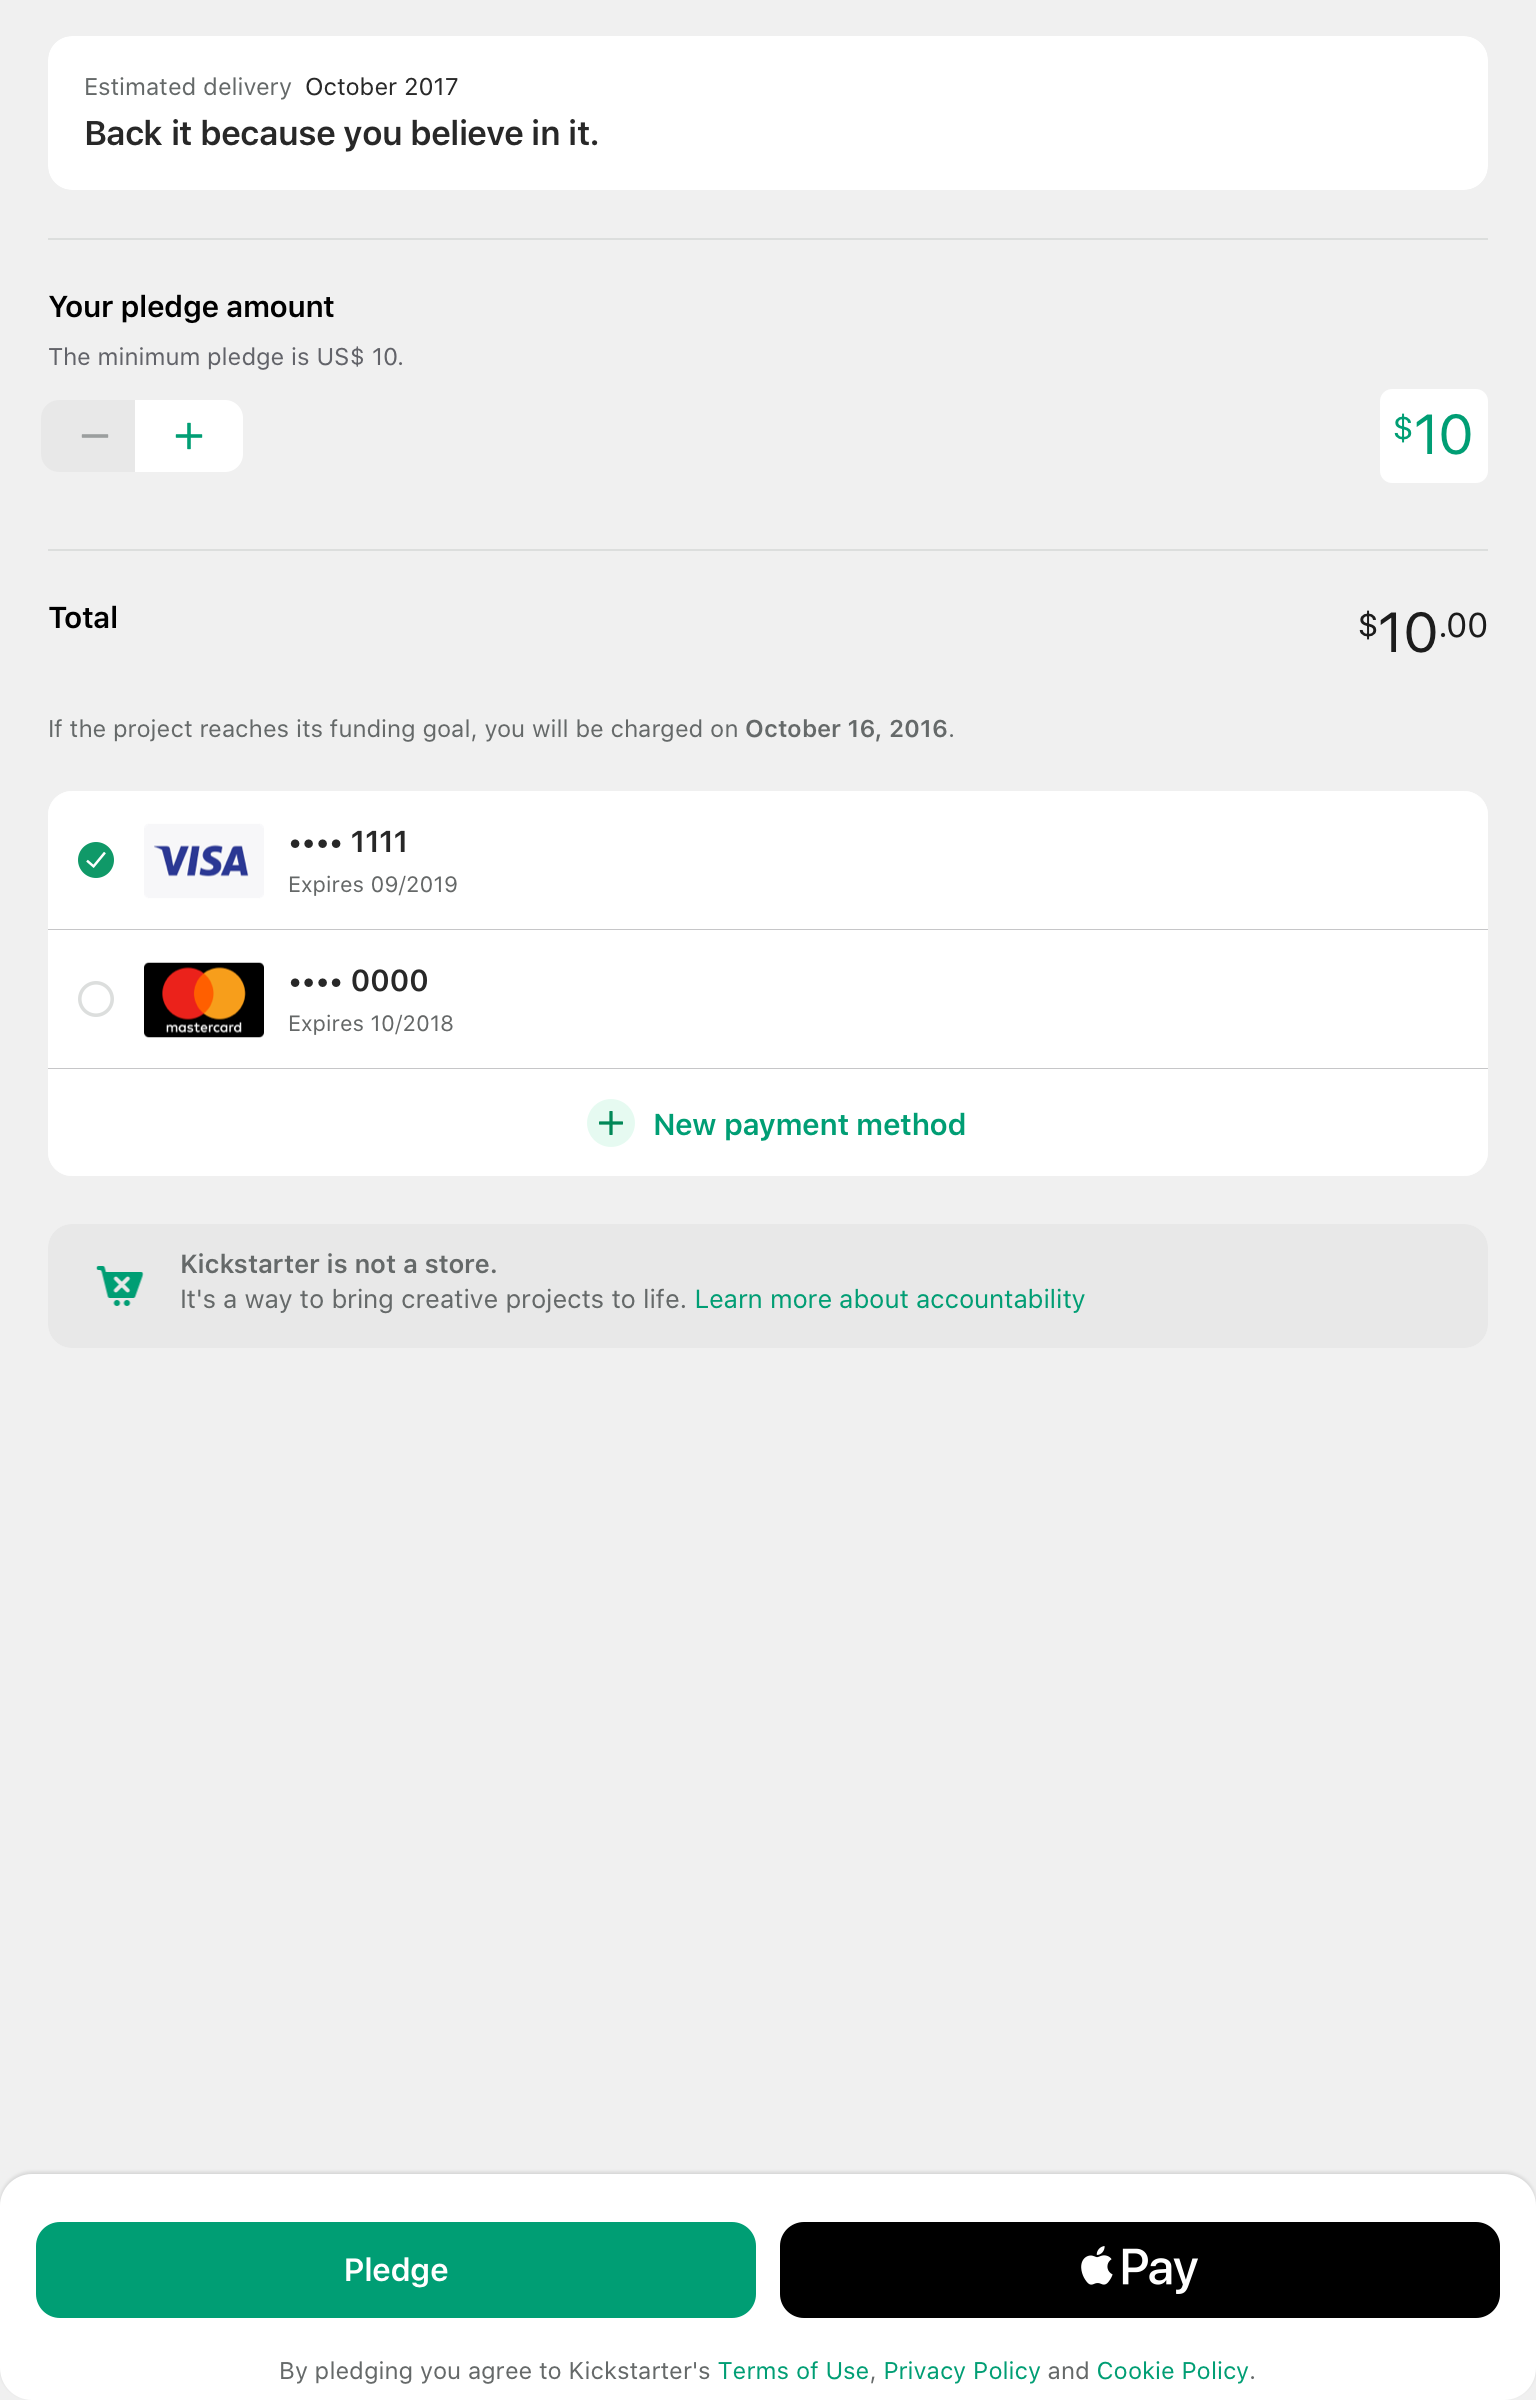 Estimated delivery October 2017
Back it because you believe in it.
Your pledge amount
The minimum pledge is US$ 10.
− +
$10
Total
$10.00
If the project reaches its funding goal, you will be charged on October 16, 2016.
VISA
•••• 1111
Expires 09/2019
mastercard
•••• 0000
Expires 10/2018
+ New payment method
Kickstarter is not a store.
It's a way to bring creative projects to life. Learn more about accountability
Pledge
Pay
By pledging you agree to Kickstarter's Terms of Use, Privacy Policy and Cookie Policy.